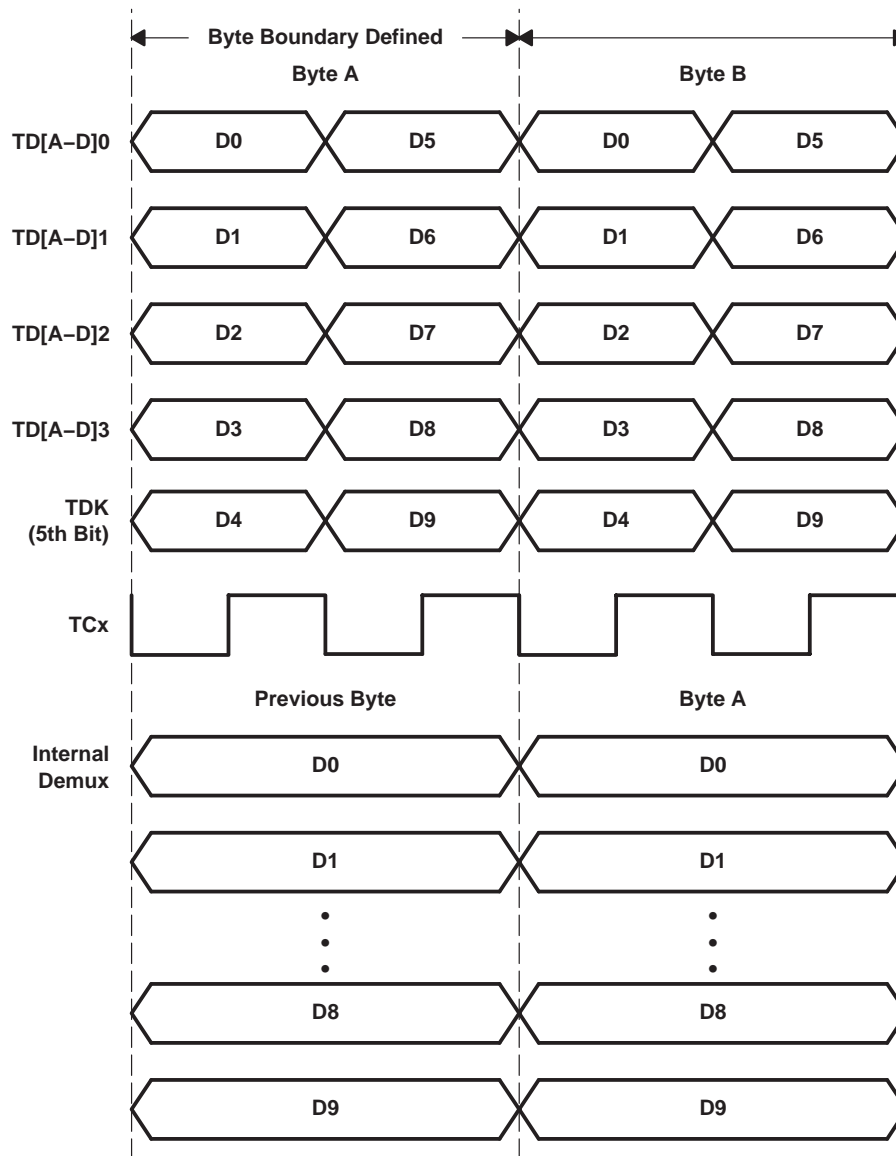 Byte Boundary Defined
Byte A Byte B
TD[A–D]0 D0 D5 D0 D5
TD[A–D]1 D1 D6 D1 D6
TD[A–D]2 D2 D7 D2 D7
TD[A–D]3 D3 D8 D3 D8
TDK
(5th Bit) D4 D9 D4 D9
TCx
Previous Byte Byte A
Internal
Demux D0 D0
D1 D1
D8 D8
D9 D9